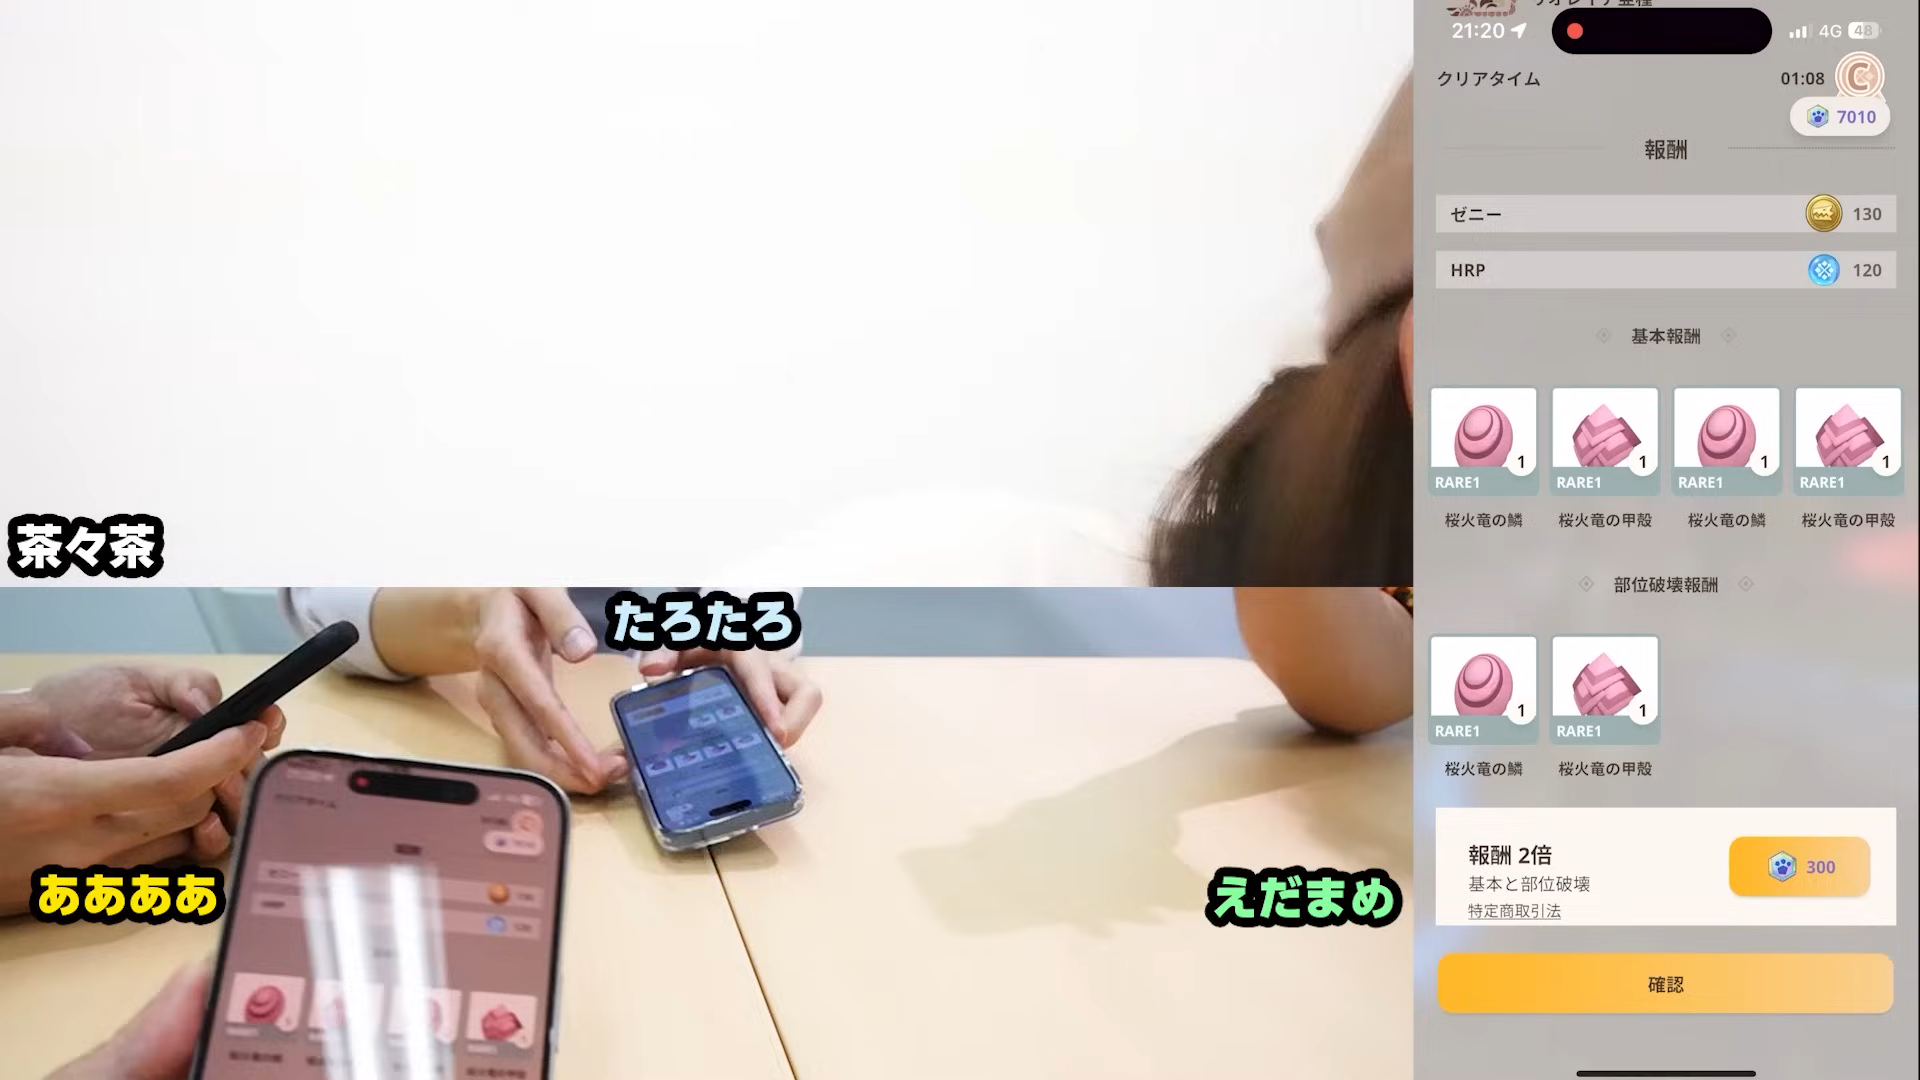 茶々茶
たろたろ
ああああ
えだまめ
21:20
4G 48
クリアタイム 01:08
C
7010
報酬
ゼニー 130
HRP 120
基本報酬
1 1 1 1
RARE1 RARE1 RARE1 RARE1
桜火竜の鱗 桜火竜の甲殻 桜火竜の鱗 桜火竜の甲殻
部位破壊報酬
1 1
RARE1 RARE1
桜火竜の鱗 桜火竜の甲殻
報酬 2倍
基本と部位破壊
特定商取引法
300
確認